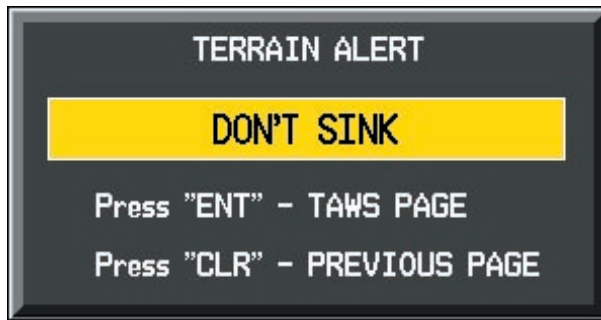 TERRAIN ALERT
DON'T SINK
Press "ENT" – TAWS PAGE
Press "CLR" – PREVIOUS PAGE